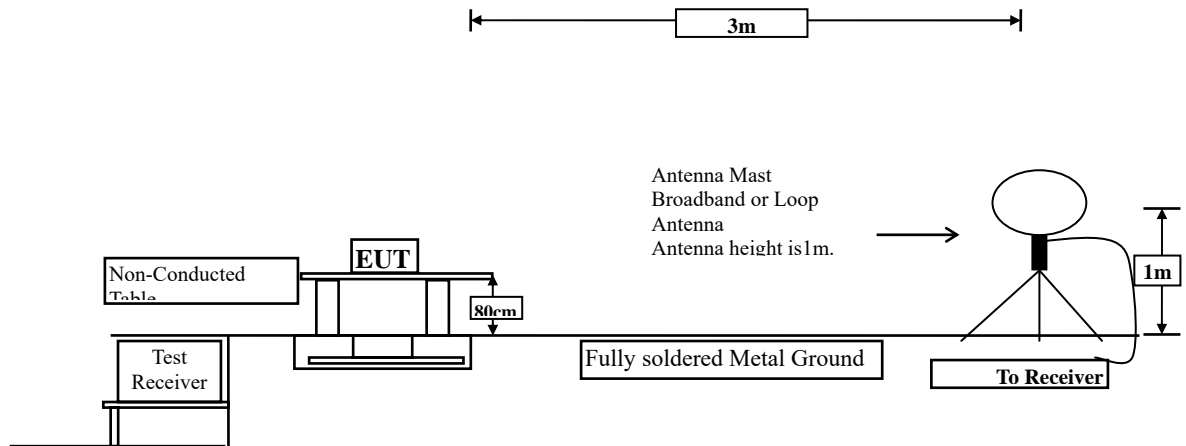 3m
Antenna Mast
Broadband or Loop
Antenna
Antenna height is1m.
EUT
Non-Conducted
Table
80cm
1m
Test
Receiver
Fully soldered Metal Ground
To Receiver